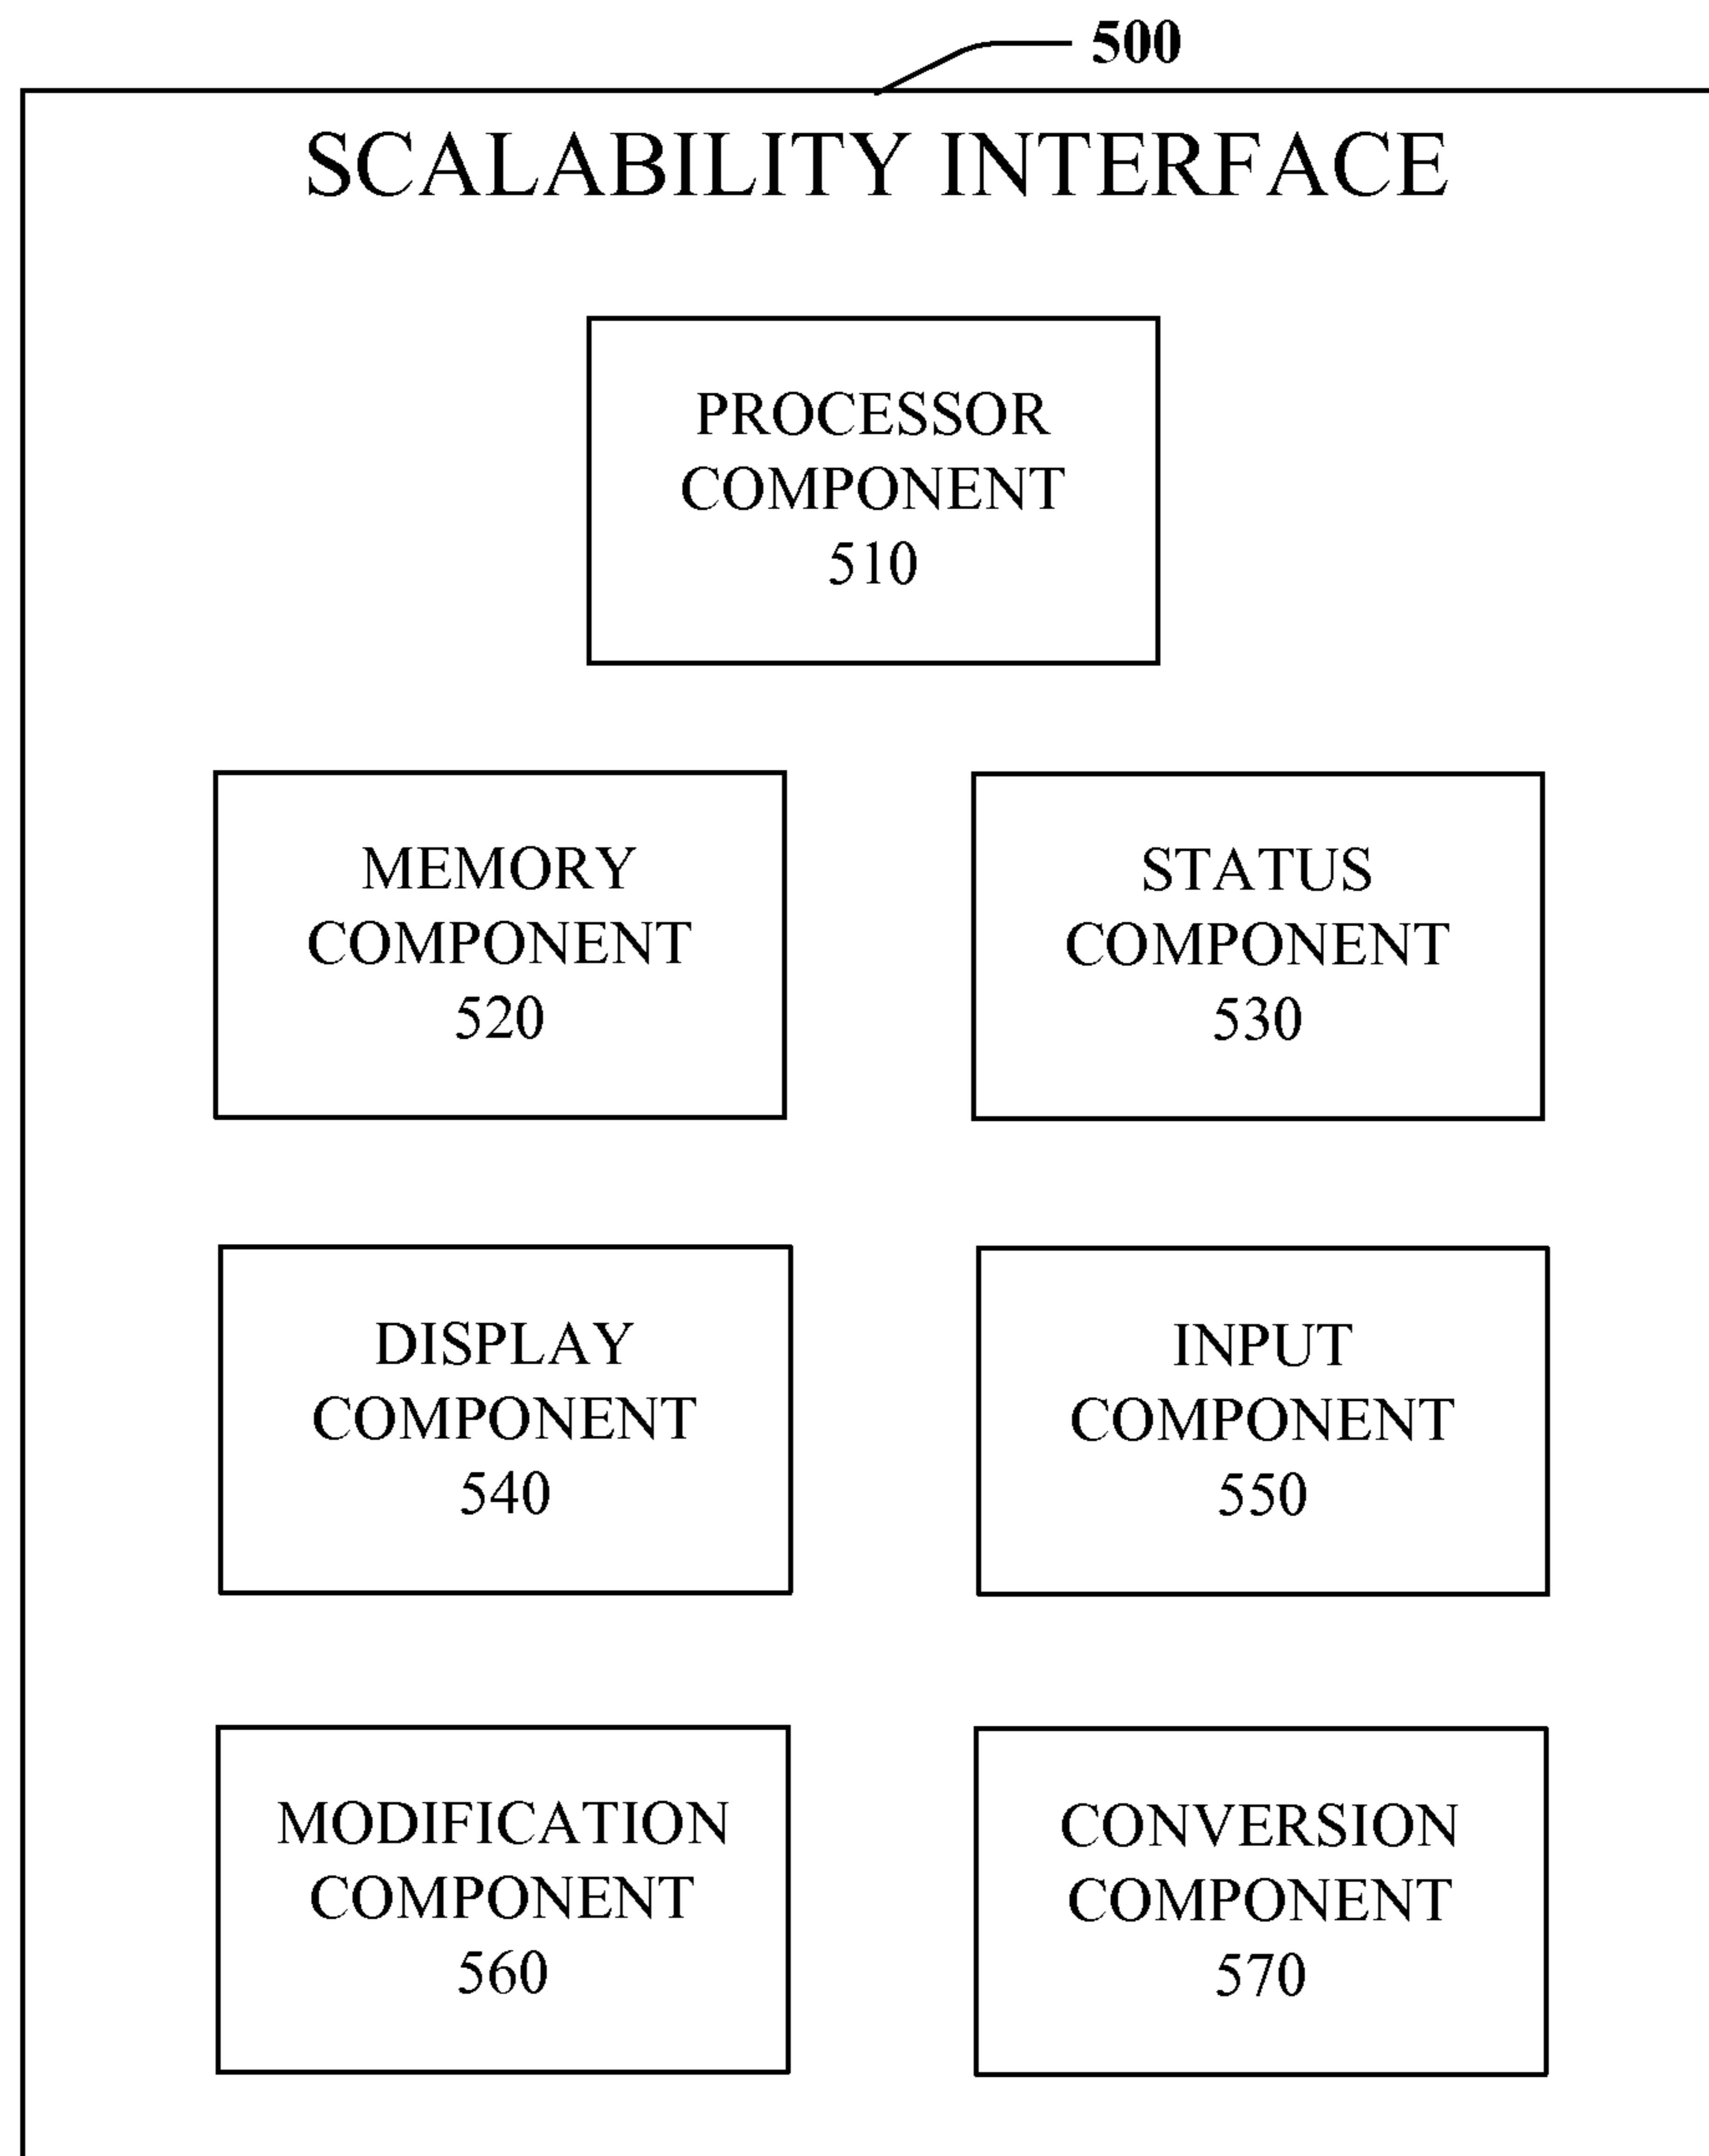 500
SCALABILITY INTERFACE
PROCESSOR
COMPONENT
510
MEMORY
COMPONENT
520
STATUS
COMPONENT
530
DISPLAY
COMPONENT
540
INPUT
COMPONENT
550
MODIFICATION
COMPONENT
560
CONVERSION
COMPONENT
570